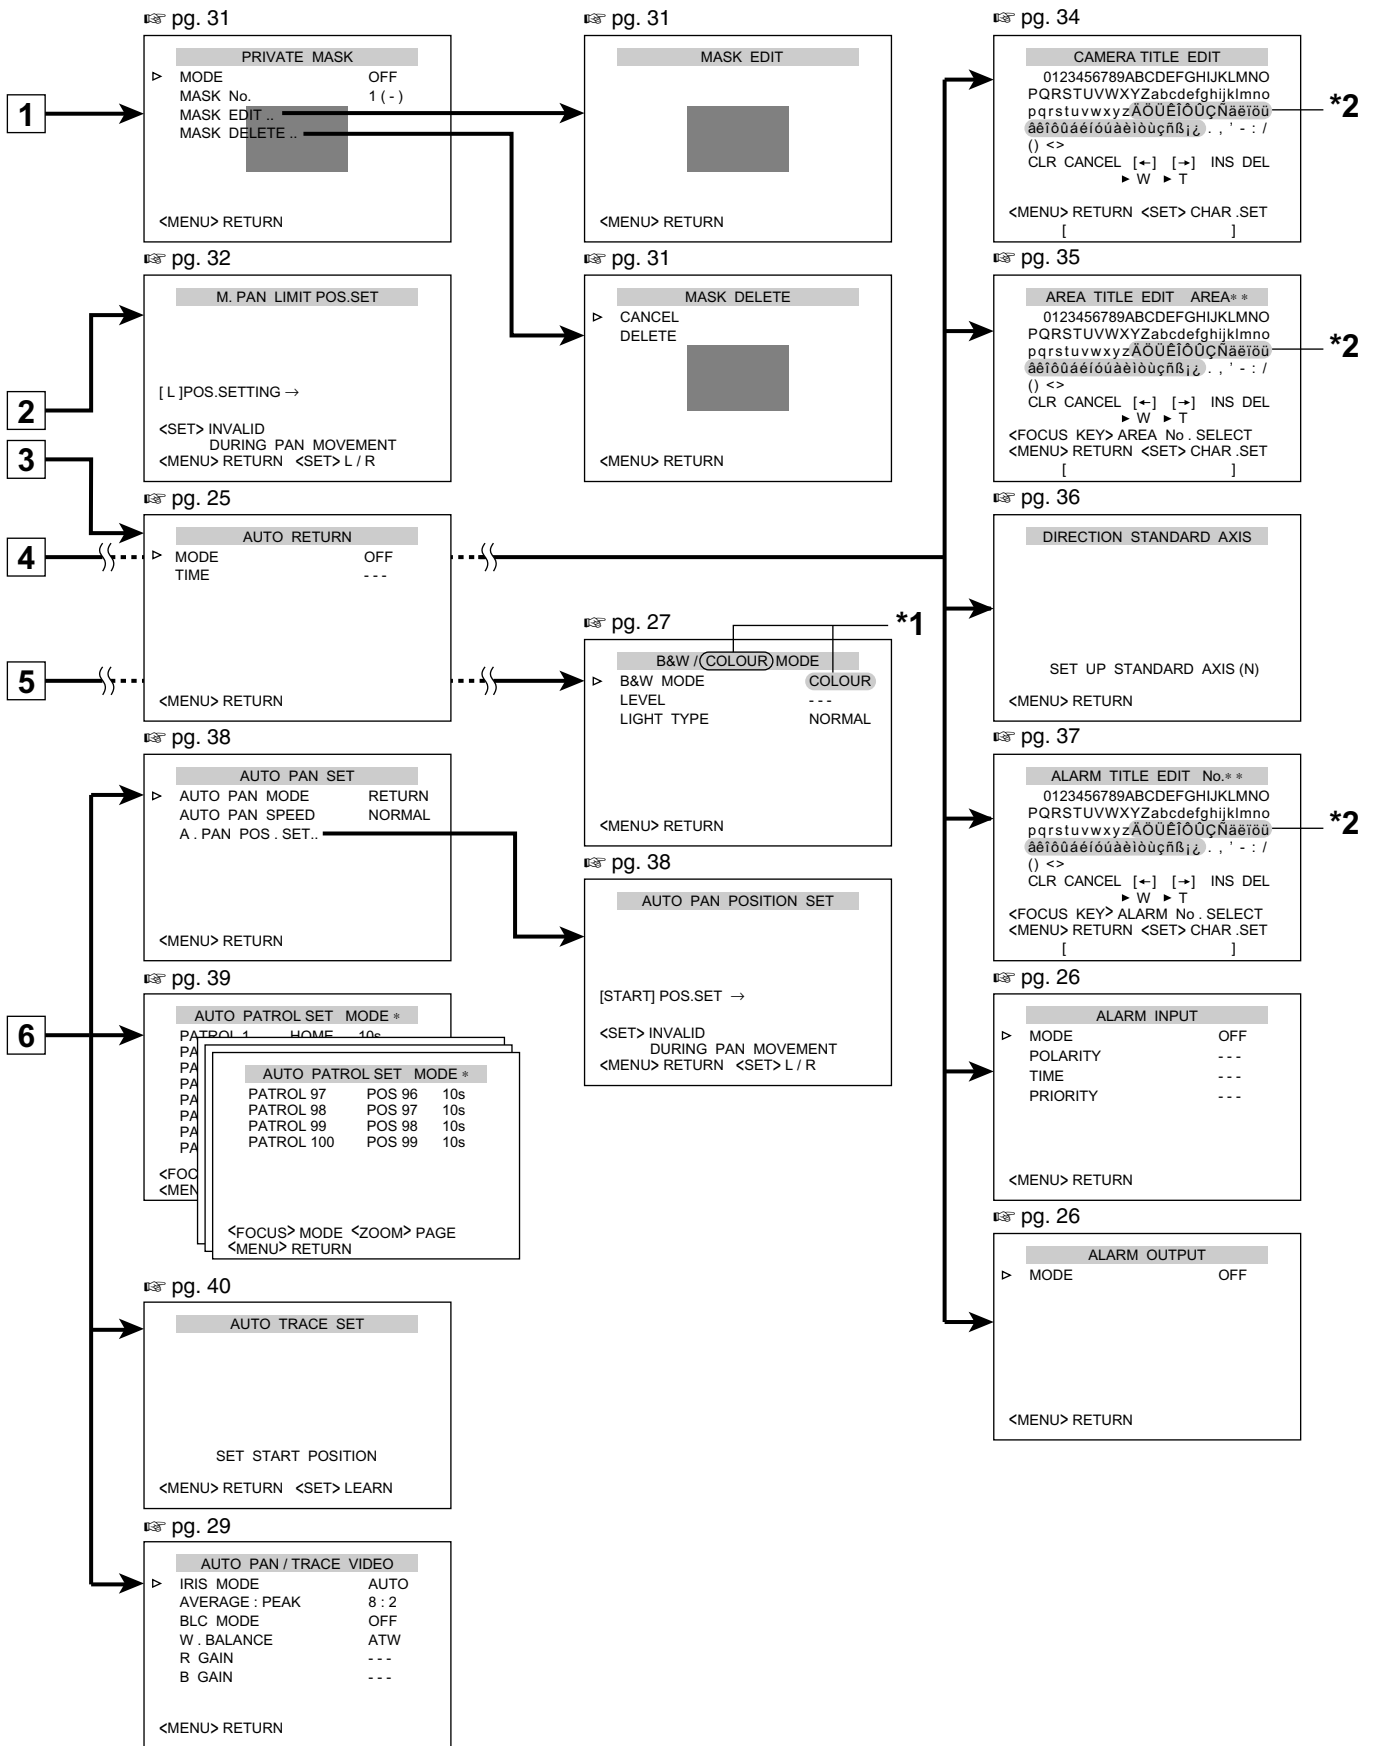 ☞ pg. 31
PRIVATE MASK
▷ MODE OFF
MASK No. 1 ( - )
MASK EDIT ..
MASK DELETE ..
<MENU> RETURN
1
☞ pg. 32
M. PAN LIMIT POS.SET
[ L ]POS.SETTING →
<SET> INVALID
DURING PAN MOVEMENT
<MENU> RETURN <SET> L / R
2
3
☞ pg. 25
AUTO RETURN
▷ MODE OFF
TIME - - -
<MENU> RETURN
4
5
☞ pg. 38
AUTO PAN SET
▷ AUTO PAN MODE RETURN
AUTO PAN SPEED NORMAL
A . PAN POS . SET..
<MENU> RETURN
☞ pg. 39
AUTO PATROL SET MODE *
PATROL 1 HOME 10s
PA
PA
PA
PA
PA
PA
PA
<FOC
<MEN
AUTO PATROL SET MODE *
PATROL 97 POS 96 10s
PATROL 98 POS 97 10s
PATROL 99 POS 98 10s
PATROL 100 POS 99 10s
<FOCUS> MODE <ZOOM> PAGE
<MENU> RETURN
6
☞ pg. 40
AUTO TRACE SET
SET START POSITION
<MENU> RETURN <SET> LEARN
☞ pg. 29
AUTO PAN / TRACE VIDEO
▷ IRIS MODE AUTO
AVERAGE : PEAK 8 : 2
BLC MODE OFF
W . BALANCE ATW
R GAIN - - -
B GAIN - - -
<MENU> RETURN
☞ pg. 31
MASK EDIT
<MENU> RETURN
☞ pg. 31
MASK DELETE
▷ CANCEL
DELETE
<MENU> RETURN
☞ pg. 27
*1
B&W / COLOUR MODE
▷ B&W MODE COLOUR
LEVEL - - -
LIGHT TYPE NORMAL
<MENU> RETURN
☞ pg. 38
AUTO PAN POSITION SET
[START] POS.SET →
<SET> INVALID
DURING PAN MOVEMENT
<MENU> RETURN <SET> L / R
☞ pg. 34
CAMERA TITLE EDIT
0123456789ABCDEFGHIJKLMNO
PQRSTUVWXYZabcdefghijklmno
pqrstuvwxyzÄÖÜÊÎÔÛÇÑäëïöü
âêîôûáéíóúàèìòùçñß¡¿ . , ' - : /
() <>
CLR CANCEL [←] [→] INS DEL
► W ► T
<MENU> RETURN <SET> CHAR .SET
[ ]
*2
☞ pg. 35
AREA TITLE EDIT AREA* *
0123456789ABCDEFGHIJKLMNO
PQRSTUVWXYZabcdefghijklmno
pqrstuvwxyzÄÖÜÊÎÔÛÇÑäëïöü
âêîôûáéíóúàèìòùçñß¡¿ . , ' - : /
() <>
CLR CANCEL [←] [→] INS DEL
► W ► T
<FOCUS KEY> AREA No . SELECT
<MENU> RETURN <SET> CHAR .SET
[ ]
*2
☞ pg. 36
DIRECTION STANDARD AXIS
SET UP STANDARD AXIS (N)
<MENU> RETURN
☞ pg. 37
ALARM TITLE EDIT No.* *
0123456789ABCDEFGHIJKLMNO
PQRSTUVWXYZabcdefghijklmno
pqrstuvwxyzÄÖÜÊÎÔÛÇÑäëïöü
âêîôûáéíóúàèìòùçñß¡¿ . , ' - : /
() <>
CLR CANCEL [←] [→] INS DEL
► W ► T
<FOCUS KEY> ALARM No . SELECT
<MENU> RETURN <SET> CHAR .SET
[ ]
*2
☞ pg. 26
ALARM INPUT
▷ MODE OFF
POLARITY - - -
TIME - - -
PRIORITY - - -
<MENU> RETURN
☞ pg. 26
ALARM OUTPUT
▷ MODE OFF
<MENU> RETURN